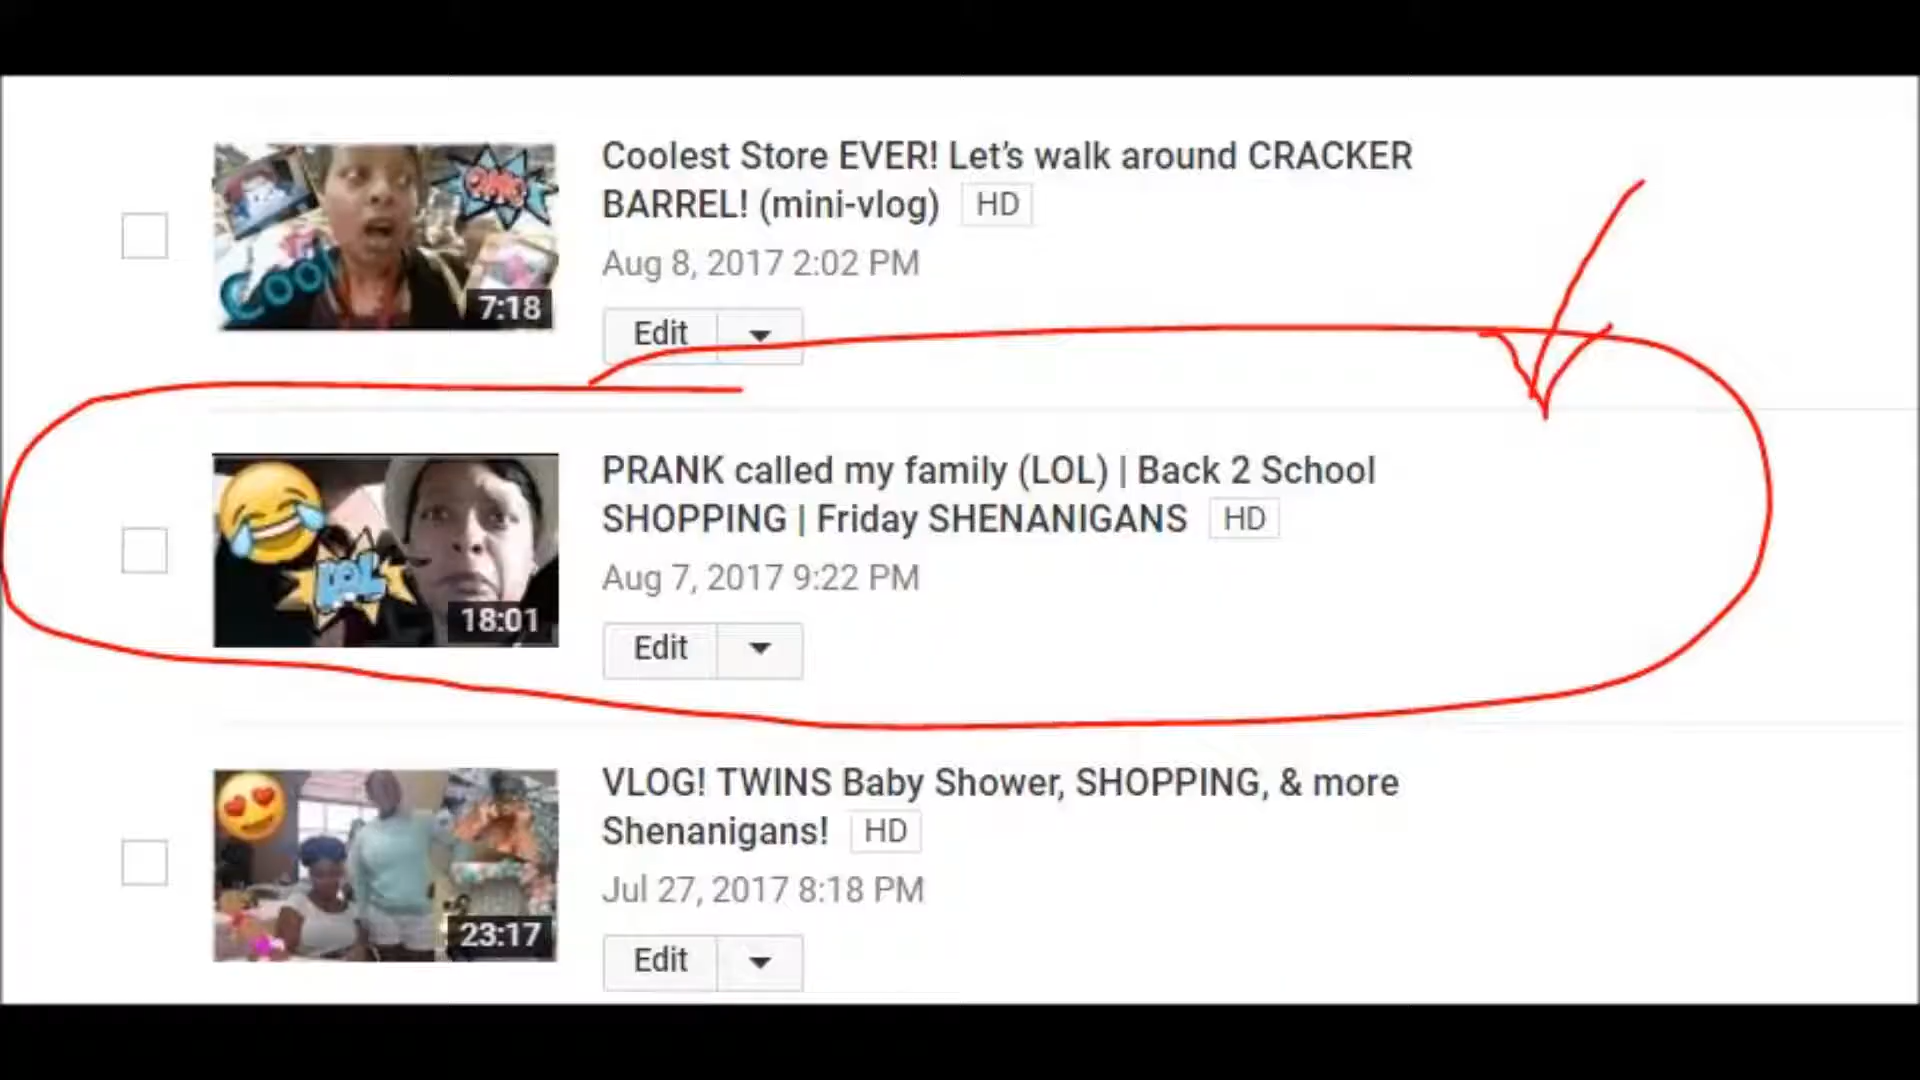 Coolest Store EVER! Let's walk around CRACKER
BARREL! (mini-vlog) HD
Aug 8, 2017 2:02 PM
Cool
7:18
Edit
PRANK called my family (LOL) | Back 2 School
SHOPPING | Friday SHENANIGANS HD
Aug 7, 2017 9:22 PM
LOL
18:01
Edit
VLOG! TWINS Baby Shower, SHOPPING, & more
Shenanigans! HD
Jul 27, 2017 8:18 PM
23:17
Edit